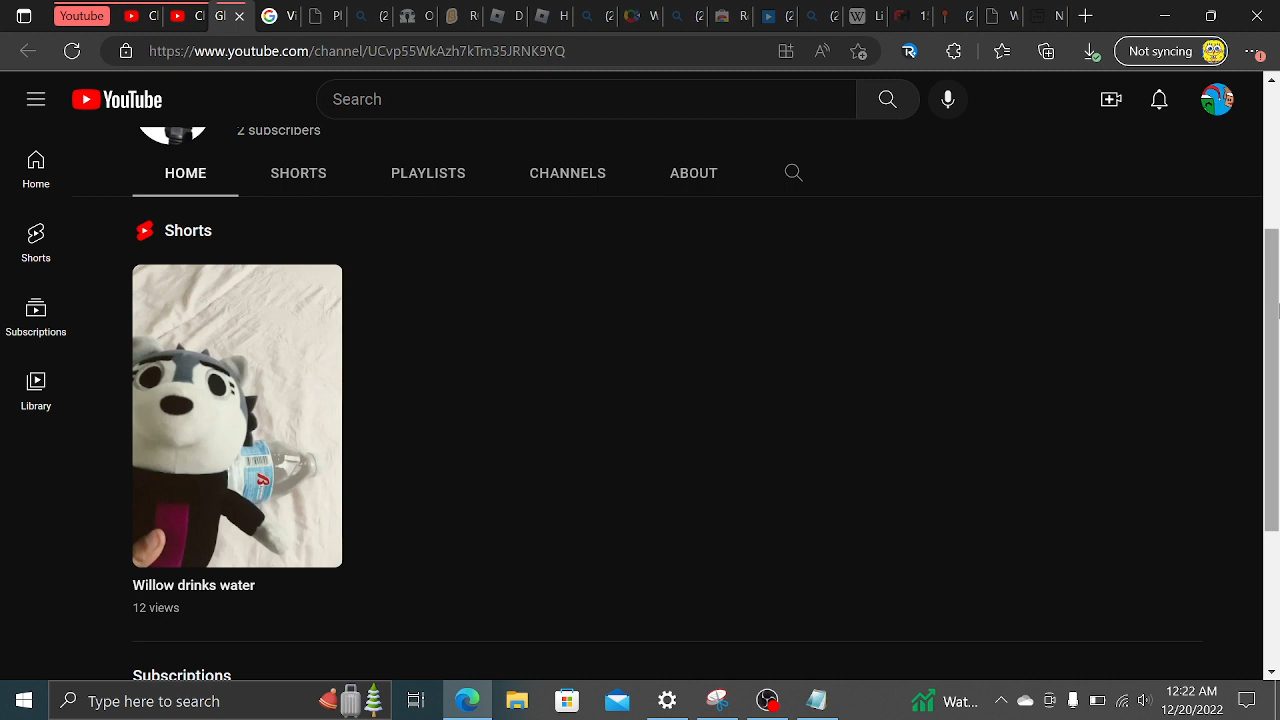 Youtube
https://www.youtube.com/channel/UCvp55WkAzh7kTm35IRNK9YQ
Not syncing
YouTube
Search
2 subscribers
HOME
SHORTS
PLAYLISTS
CHANNELS
ABOUT
Home
Shorts
Subscriptions
Library
Shorts
Willow drinks water
12 views
Subscriptions
Type here to search
Wat...
12:22 AM
12/20/2022